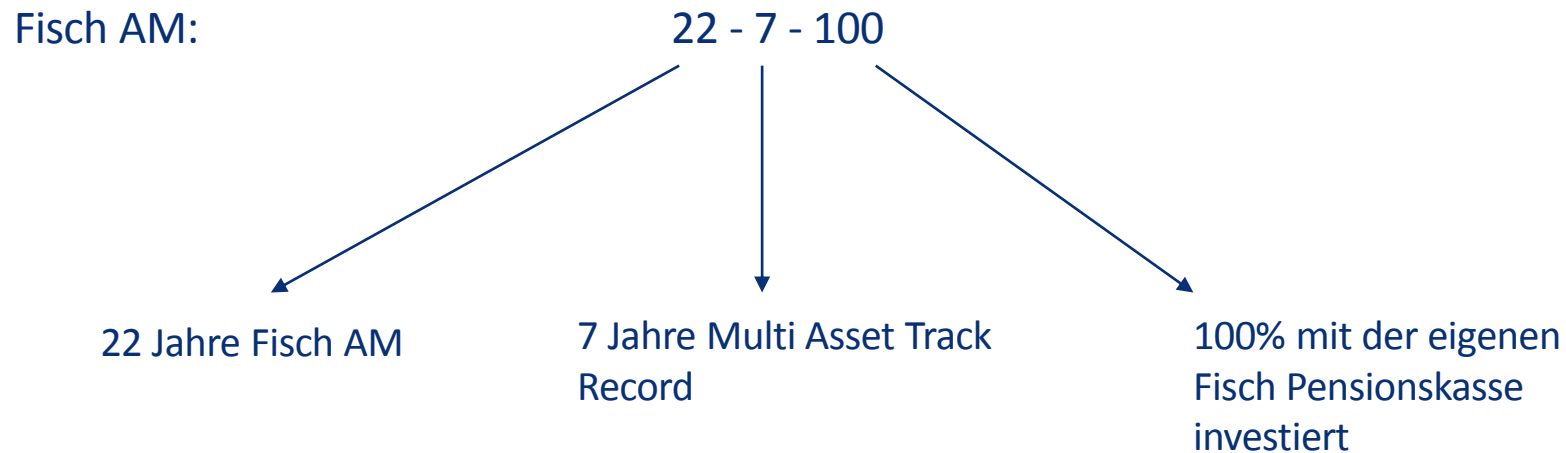 Fisch AM:
22 - 7 - 100
22 Jahre Fisch AM
7 Jahre Multi Asset Track
Record
100% mit der eigenen
Fisch Pensionskasse
investiert